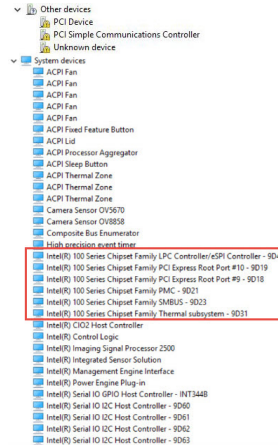 Other devices
PCI Device
PCI Simple Communications Controller
Unknown device
System devices
ACPI Fan
ACPI Fan
ACPI Fan
ACPI Fan
ACPI Fan
ACPI Fixed Feature Button
ACPI Lid
ACPI Processor Aggregator
ACPI Sleep Button
ACPI Thermal Zone
ACPI Thermal Zone
ACPI Thermal Zone
Camera Sensor OV5670
Camera Sensor OV8858
Composite Bus Enumerator
High precision event timer
Intel(R) 100 Series Chipset Family LPC Controller/eSPI Controller - 9D4
Intel(R) 100 Series Chipset Family PCI Express Root Port #10 - 9D19
Intel(R) 100 Series Chipset Family PCI Express Root Port #9 - 9D18
Intel(R) 100 Series Chipset Family PMC - 9D21
Intel(R) 100 Series Chipset Family SMBUS - 9D23
Intel(R) 100 Series Chipset Family Thermal subsystem - 9D31
Intel(R) CIO2 Host Controller
Intel(R) Control Logic
Intel(R) Imaging Signal Processor 2500
Intel(R) Integrated Sensor Solution
Intel(R) Management Engine Interface
Intel(R) Power Engine Plug-in
Intel(R) Serial IO GPIO Host Controller - INT344B
Intel(R) Serial IO I2C Host Controller - 9D60
Intel(R) Serial IO I2C Host Controller - 9D61
Intel(R) Serial IO I2C Host Controller - 9D62
Intel(R) Serial IO I2C Host Controller - 9D63